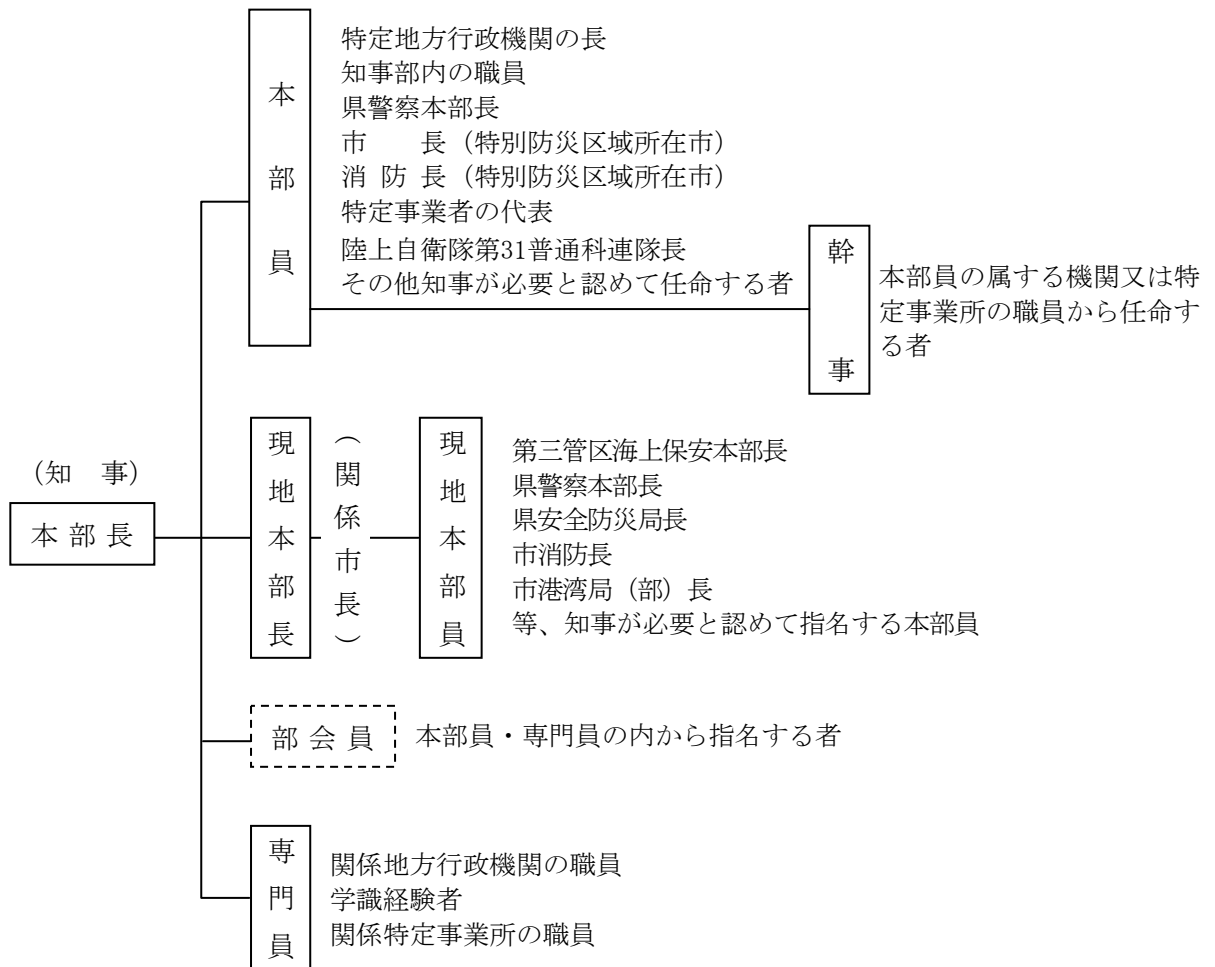 本部員
特定地方行政機関の長
知事部内の職員
県警察本部長
市　　長（特別防災区域所在市）
消 防 長（特別防災区域所在市）
特定事業者の代表
陸上自衛隊第31普通科連隊長
その他知事が必要と認めて任命する者
幹事
本部員の属する機関又は特
定事業所の職員から任命す
る者
（知　事）
本 部 長
現地本部長
（関係市長）
現地本部員
第三管区海上保安本部長
県警察本部長
県安全防災局長
市消防長
市港湾局（部）長
等、知事が必要と認めて指名する本部員
部 会 員
本部員・専門員の内から指名する者
専門員
関係地方行政機関の職員
学識経験者
関係特定事業所の職員